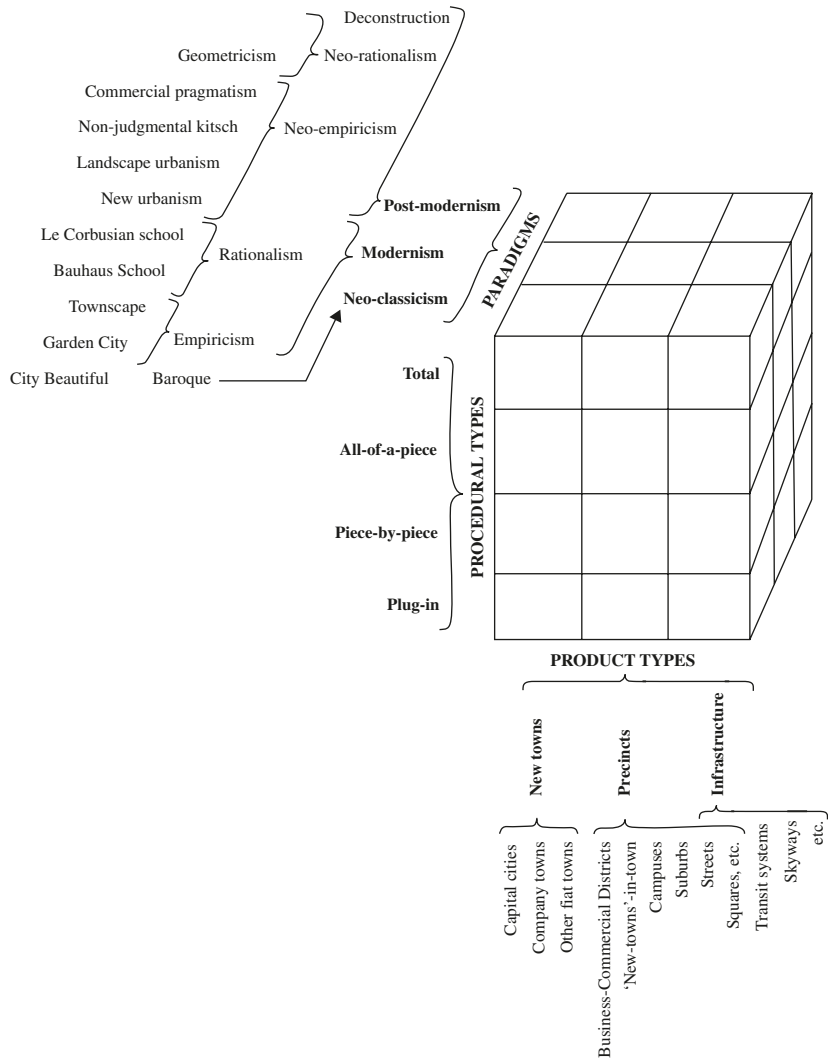 Deconstruction
Geometricism
Neo-rationalism
Commercial pragmatism
Non-judgmental kitsch
Neo-empiricism
Landscape urbanism
New urbanism
Post-modernism
Le Corbusian school
Rationalism
Modernism
Bauhaus School
Neo-classicism
Townscape
Garden City
Empiricism
City Beautiful
Baroque
PARADIGMS
Total
All-of-a-piece
Piece-by-piece
Plug-in
PROCEDURAL TYPES
PRODUCT TYPES
New towns
Precincts
Infrastructure
Capital cities
Company towns
Other fiat towns
Business-Commercial Districts
‘New-towns’-in-town
Campuses
Suburbs
Streets
Squares, etc.
Transit systems
Skyways
etc.